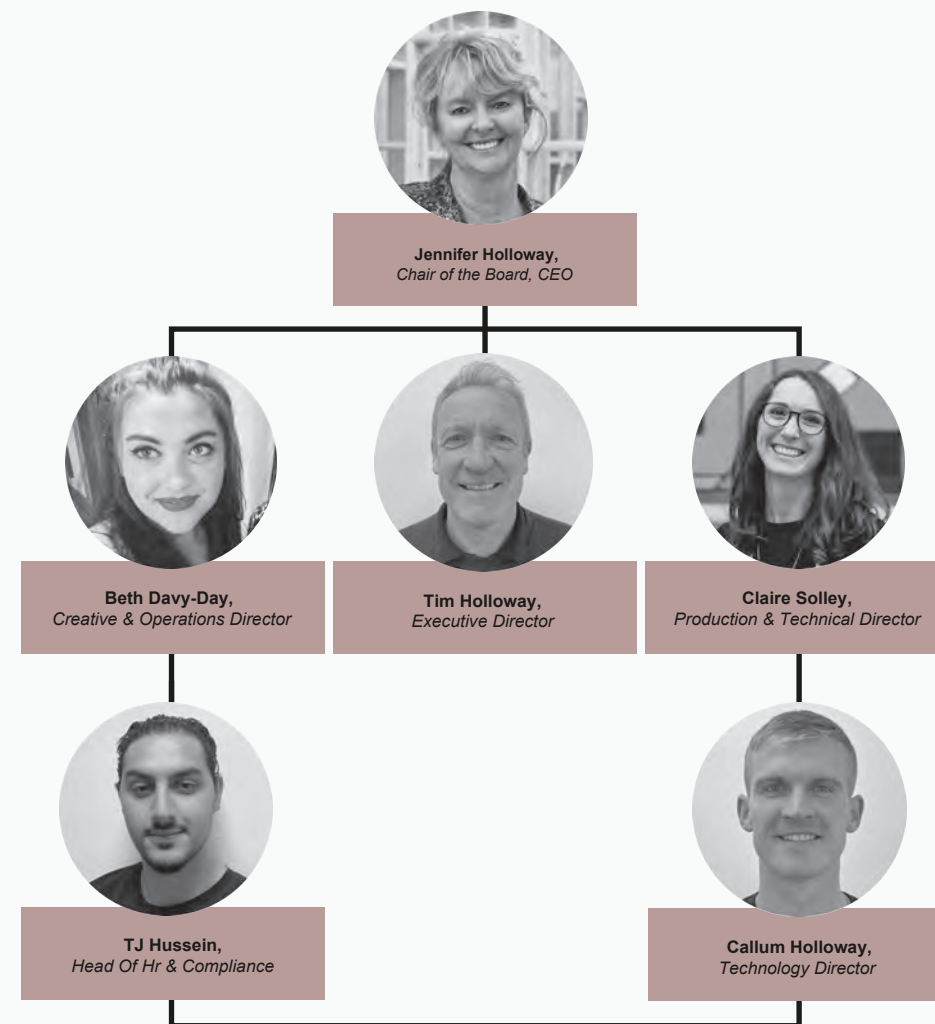 Jennifer Holloway,
Chair of the Board, CEO
Beth Davy-Day,
Creative & Operations Director
Tim Holloway,
Executive Director
Claire Solley,
Production & Technical Director
TJ Hussein,
Head Of Hr & Compliance
Callum Holloway,
Technology Director